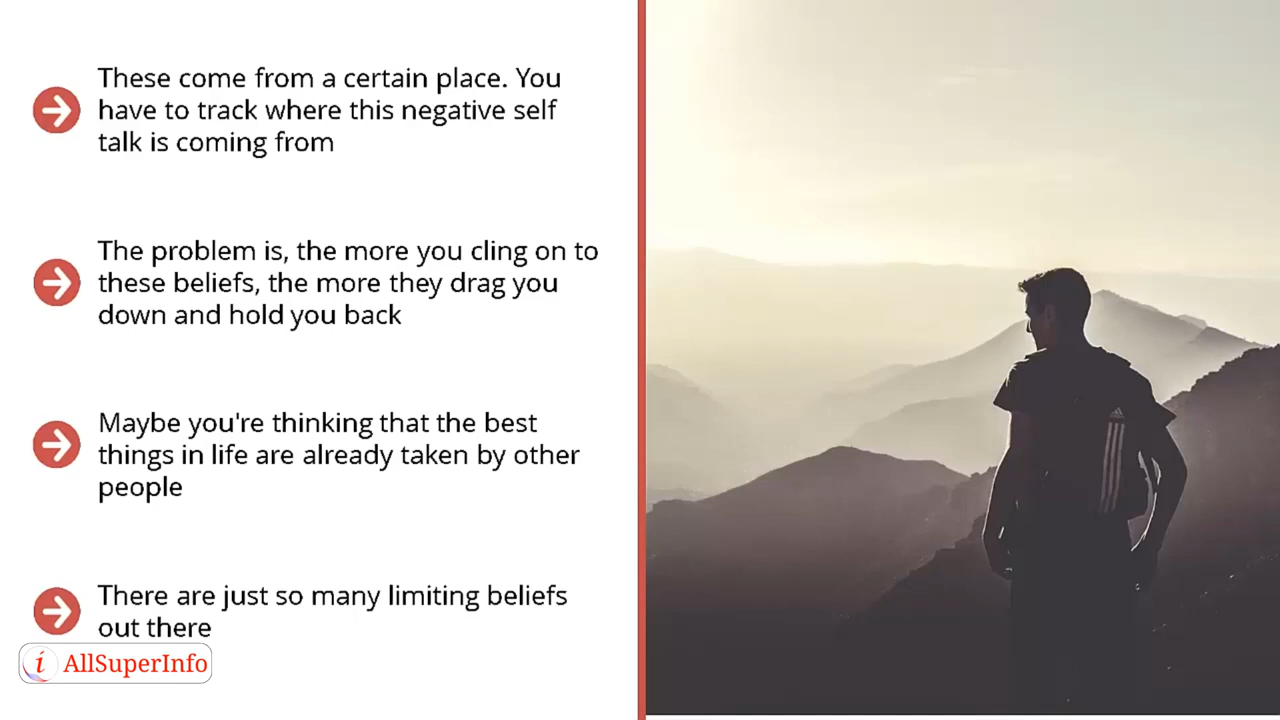 These come from a certain place. You
have to track where this negative self
talk is coming from
The problem is, the more you cling on to
these beliefs, the more they drag you
down and hold you back
Maybe you're thinking that the best
things in life are already taken by other
people
There are just so many limiting beliefs
out there
i AllSuperInfo